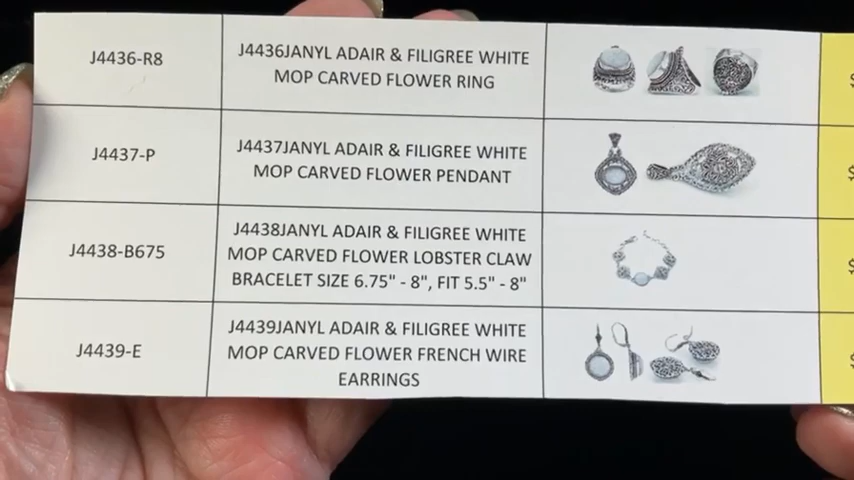 J4436-R8
J4436JANYL ADAIR & FILIGREE WHITE
MOP CARVED FLOWER RING
$
J4437-P
J4437JANYL ADAIR & FILIGREE WHITE
MOP CARVED FLOWER PENDANT
$
J4438-B675
J4438JANYL ADAIR & FILIGREE WHITE
MOP CARVED FLOWER LOBSTER CLAW
BRACELET SIZE 6.75" - 8", FIT 5.5" - 8"
$
J4439-E
J4439JANYL ADAIR & FILIGREE WHITE
MOP CARVED FLOWER FRENCH WIRE
EARRINGS
$